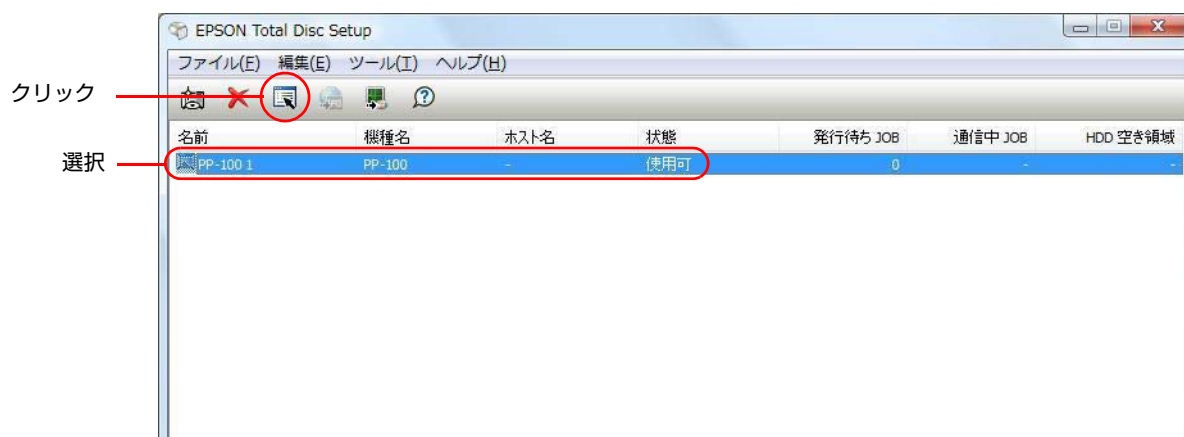 EPSON Total Disc Setup
ファイル(F) 編集(E) ツール(T) ヘルプ(H)
クリック
名前 機種名 ホスト名 状態 発行待ち JOB 通信中 JOB HDD 空き領域
選択
PP-100 1 PP-100 - 使用可 0 - -